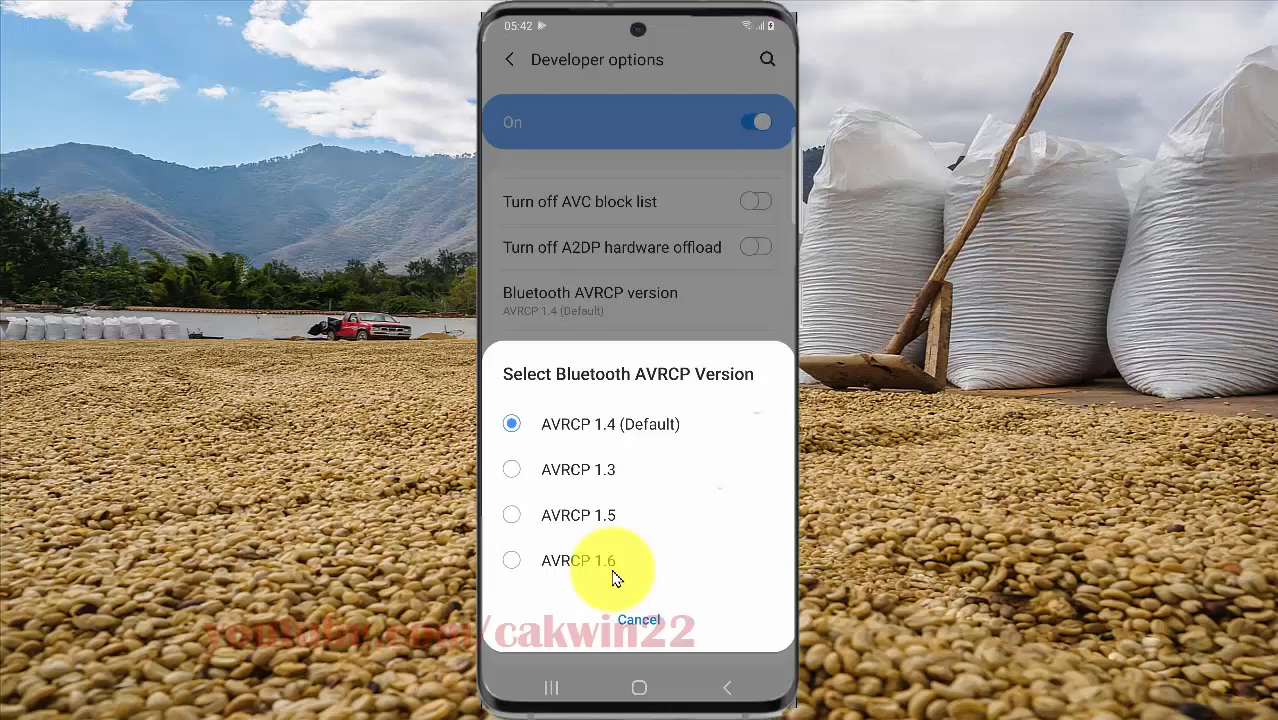 05:42
Developer options
On
Turn off AVC block list
Turn off A2DP hardware offload
Bluetooth AVRCP version
AVRCP 1.4 (Default)
Select Bluetooth AVRCP Version
AVRCP 1.4 (Default)
AVRCP 1.3
AVRCP 1.5
AVRCP 1.6
Cancel
youtube.com/cakwin22